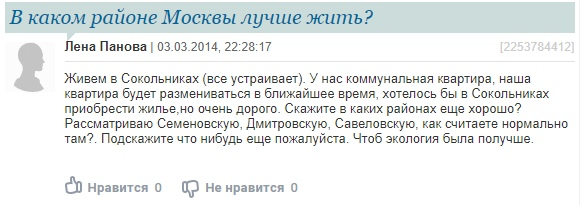 В каком районе Москвы лучше жить?
Лена Панова | 03.03.2014, 22:28:17 [2253784412]
Живем в Сокольниках (все устраивает). У нас коммунальная квартира, наша
квартира будет размениваться в ближайшее время, хотелось бы в Сокольниках
приобрести жилье,но очень дорого. Скажите в каких районах еще хорошо?
Рассматриваю Семеновскую, Дмитровскую, Савеловскую, как считаете нормально
там?. Подскажите что нибудь еще пожалуйста. Чтоб экология была получше.
Нравится 0 Не нравится 0